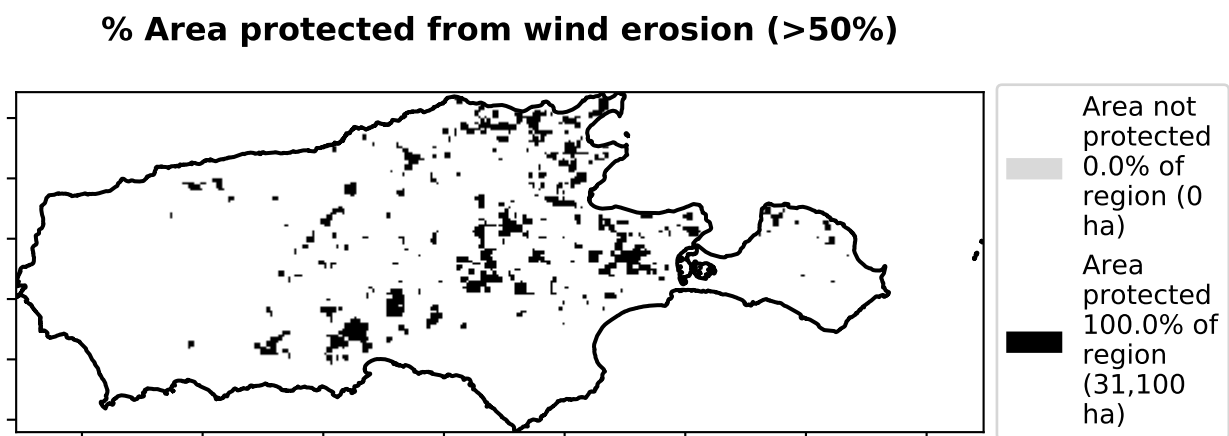 % Area protected from wind erosion (>50%)
Area not
protected
0.0% of
region (0
ha)
Area
protected
100.0% of
region
(31,100
ha)